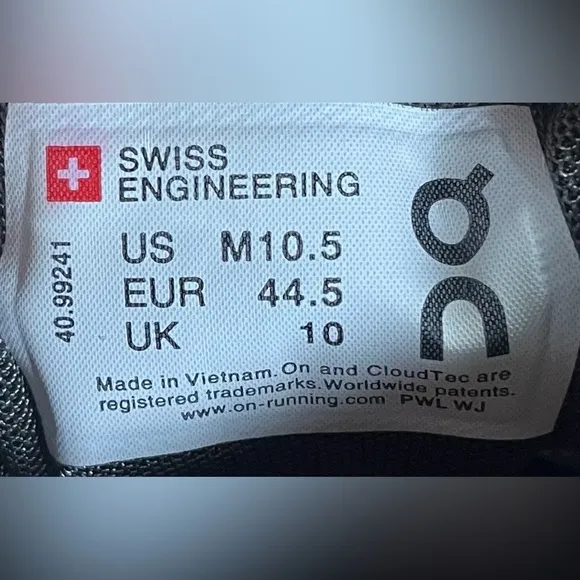 SWISS
ENGINEERING
US M10.5
EUR 44.5
UK 10
40.99241
Made in Vietnam. On and CloudTec are
registered trademarks. Worldwide patents.
www.on-running.com PWL WJ